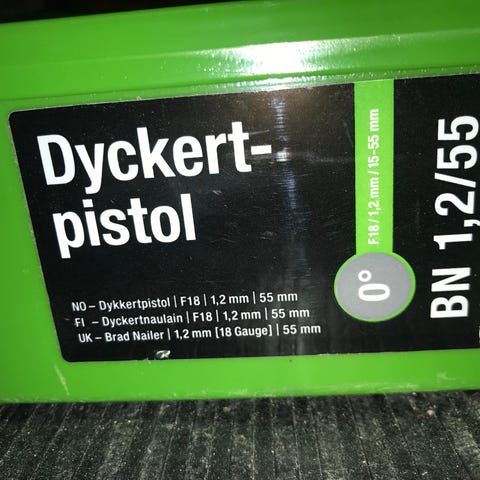 Dyckert-
pistol
NO – Dykkertpistol | F18 | 1,2 mm | 55 mm
FI – Dyckertnaulain | F18 | 1,2 mm | 55 mm
UK – Brad Nailer | 1,2 mm [18 Gauge] | 55 mm
F18 / 1,2 mm / 15-55 mm
0°
BN 1,2/55